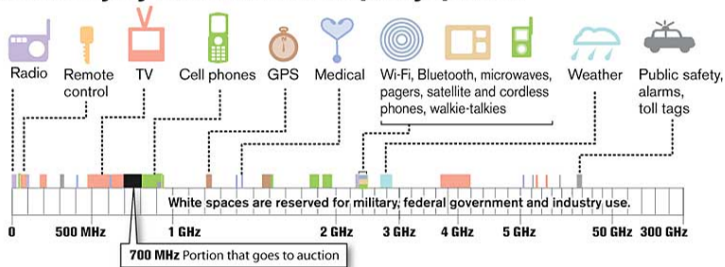 Radio
Remote
control
TV
Cell phones
GPS
Medical
Wi-Fi, Bluetooth, microwaves,
pagers, satellite and cordless
phones, walkie-talkies
Weather
Public safety,
alarms,
toll tags
White spaces are reserved for military, federal government and industry use.
0 500 MHz 1 GHz 2 GHz 3 GHz 4 GHz 5 GHz 50 GHz 300 GHz
700 MHz Portion that goes to auction